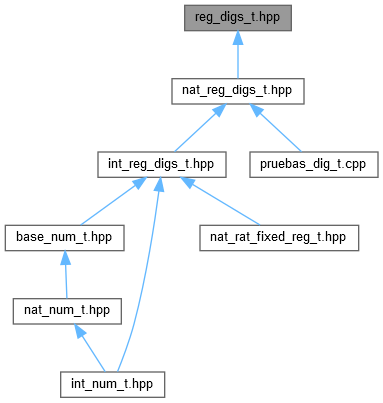 reg_digs_t.hpp
nat_reg_digs_t.hpp
int_reg_digs_t.hpp
pruebas_dig_t.cpp
base_num_t.hpp
nat_rat_fixed_reg_t.hpp
nat_num_t.hpp
int_num_t.hpp